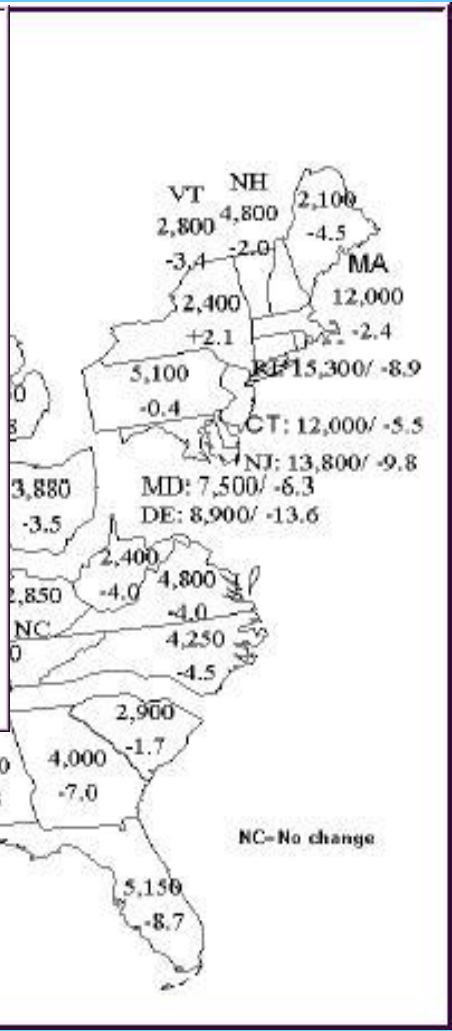 NH
VT
4,800
2,100
2,800
-2.0
-4.5
-3.4
MA
2,400
12,000
+2.1
-2.4
5,100
RI: 15,300/ -8.9
-0.4
CT: 12,000/ -5.5
NJ: 13,800/ -9.8
3,880
MD: 7,500/ -6.3
-3.5
DE: 8,900/ -13.6
2,400
4,800
-4.0
2,850
-4.0
NC
4,250
-4.5
2,900
-1.7
4,000
-7.0
NC=No change
5,150
-8.7